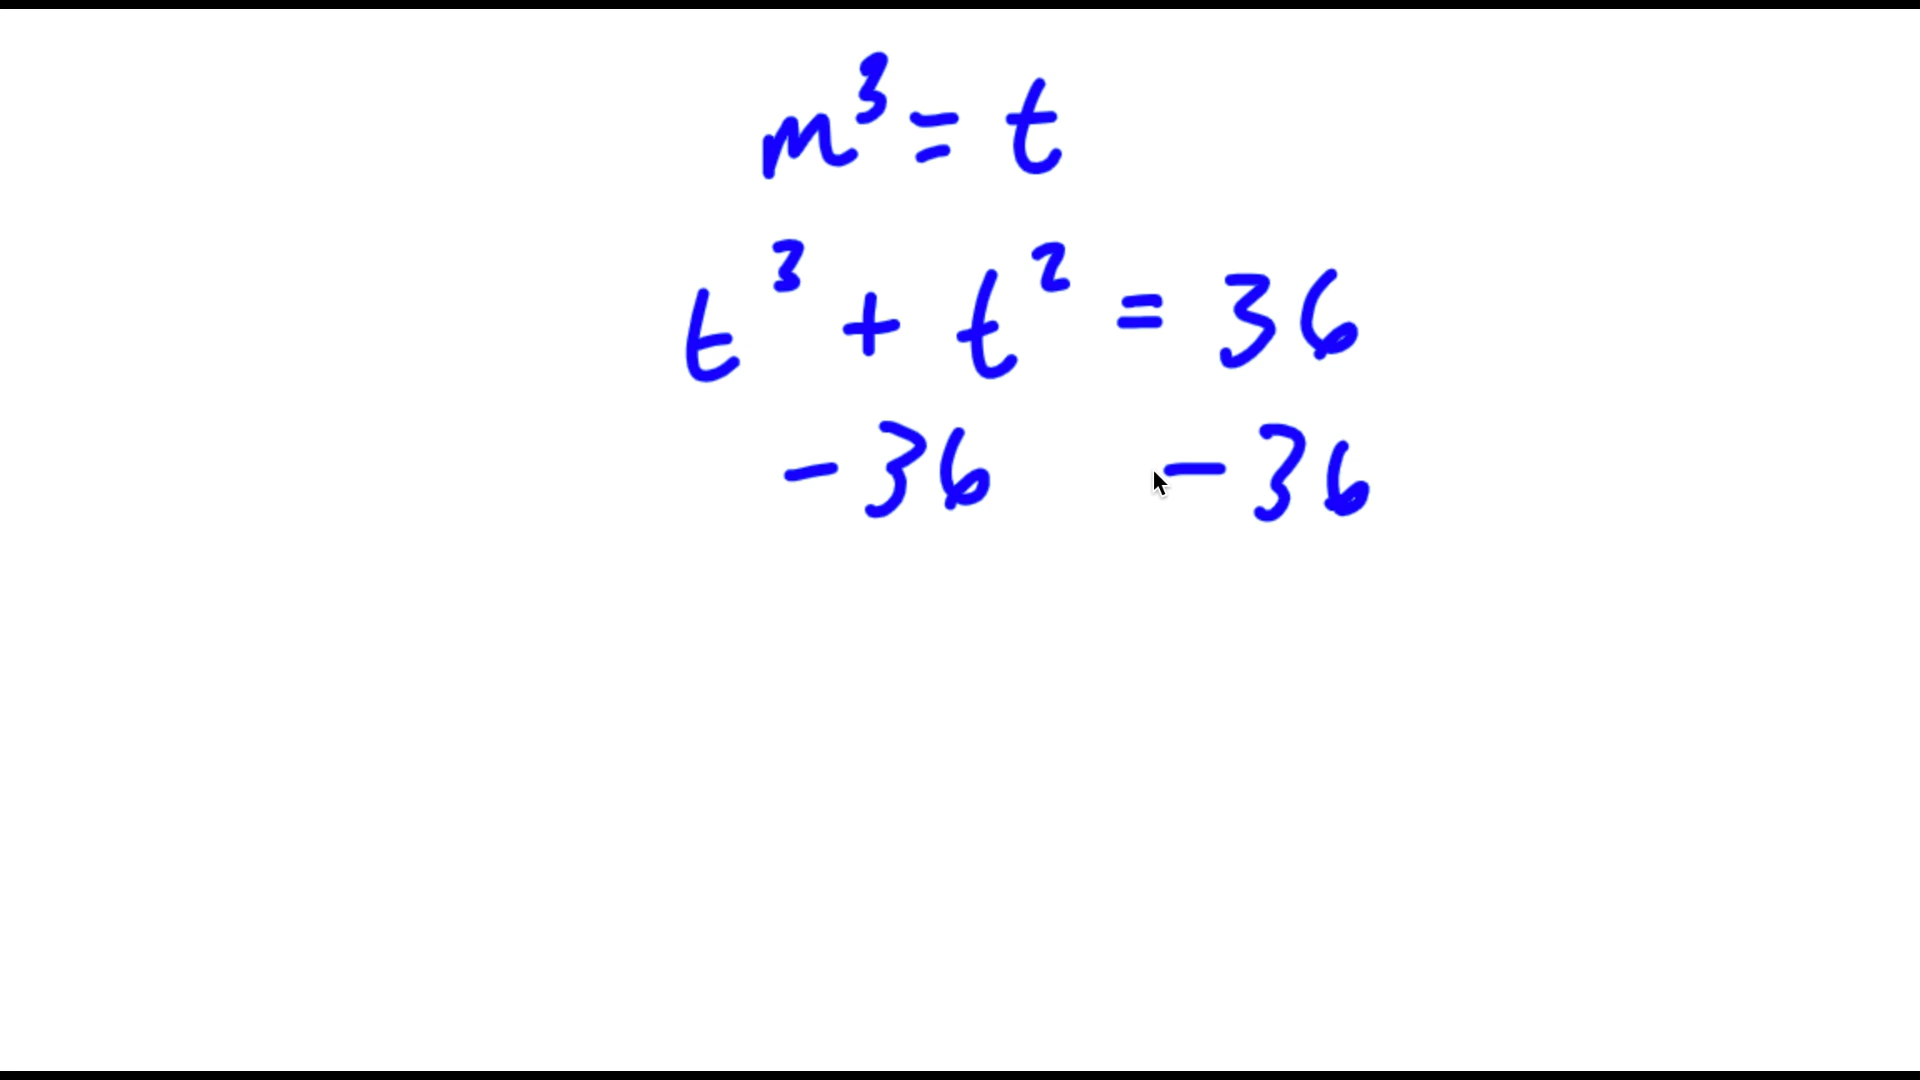 m³ = t
t³ + t² = 36
-36 -36